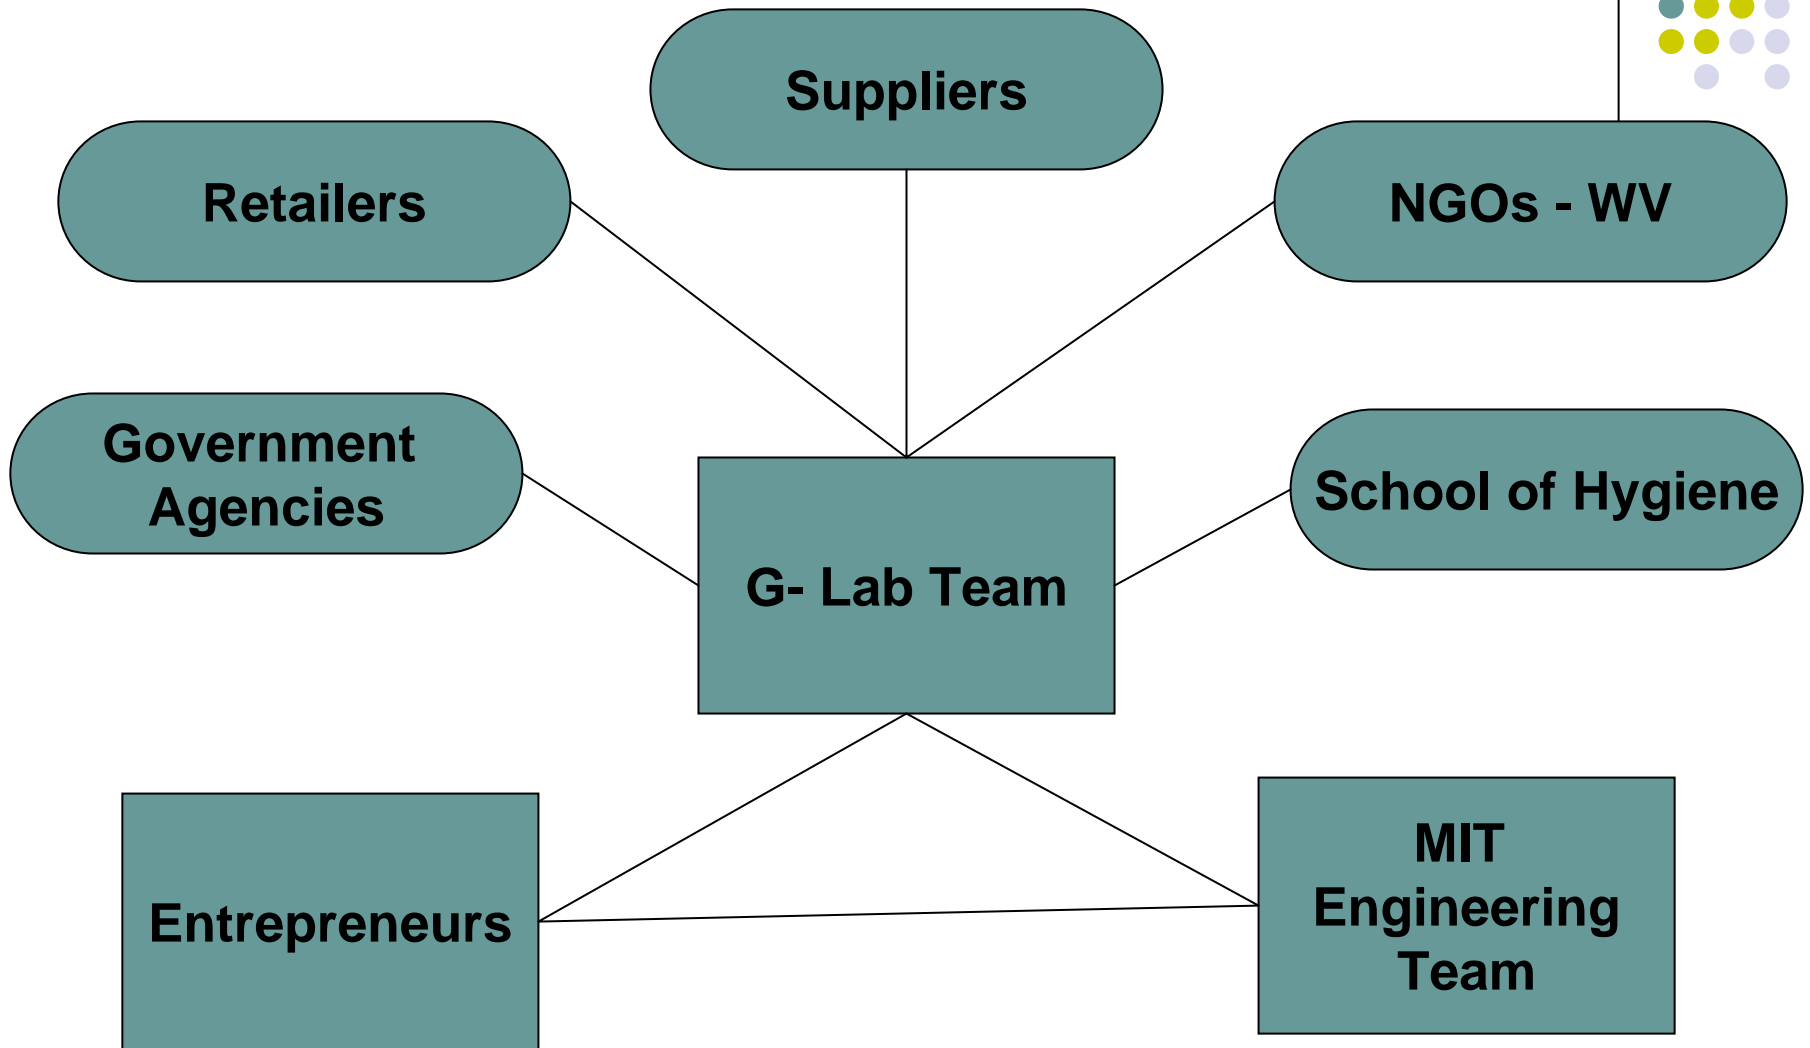 Suppliers
Retailers
NGOs - WV
Government
Agencies
School of Hygiene
G- Lab Team
Entrepreneurs
MIT
Engineering
Team